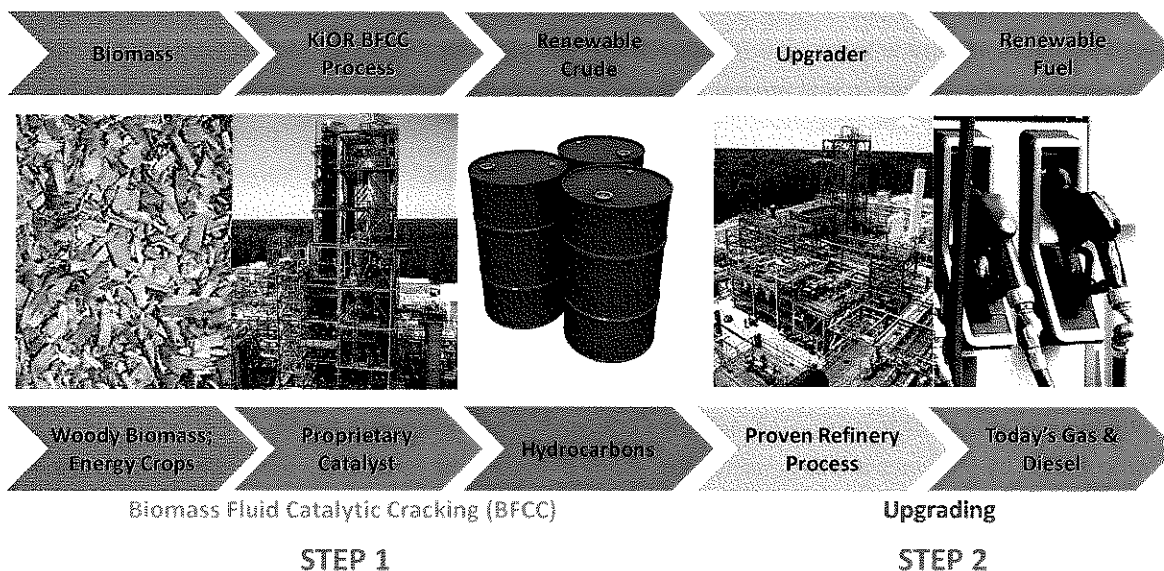 Biomass
KiOR BFCC
Process
Renewable
Crude
Upgrader
Renewable
Fuel
Woody Biomass;
Energy Crops
Proprietary
Catalyst
Hydrocarbons
Proven Refinery
Process
Today's Gas &
Diesel
Biomass Fluid Catalytic Cracking (BFCC)
Upgrading
STEP 1
STEP 2